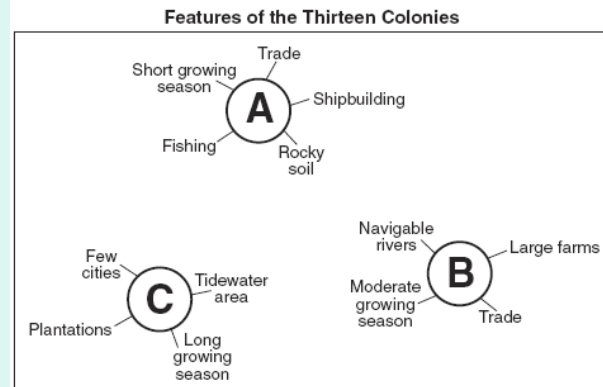 Features of the Thirteen Colonies
Trade
Short growing
season
A
Shipbuilding
Fishing
Rocky
soil
Navigable
rivers
Large farms
B
Moderate
growing
season
Trade
Few
cities
Tidewater
area
C
Plantations
Long
growing
season